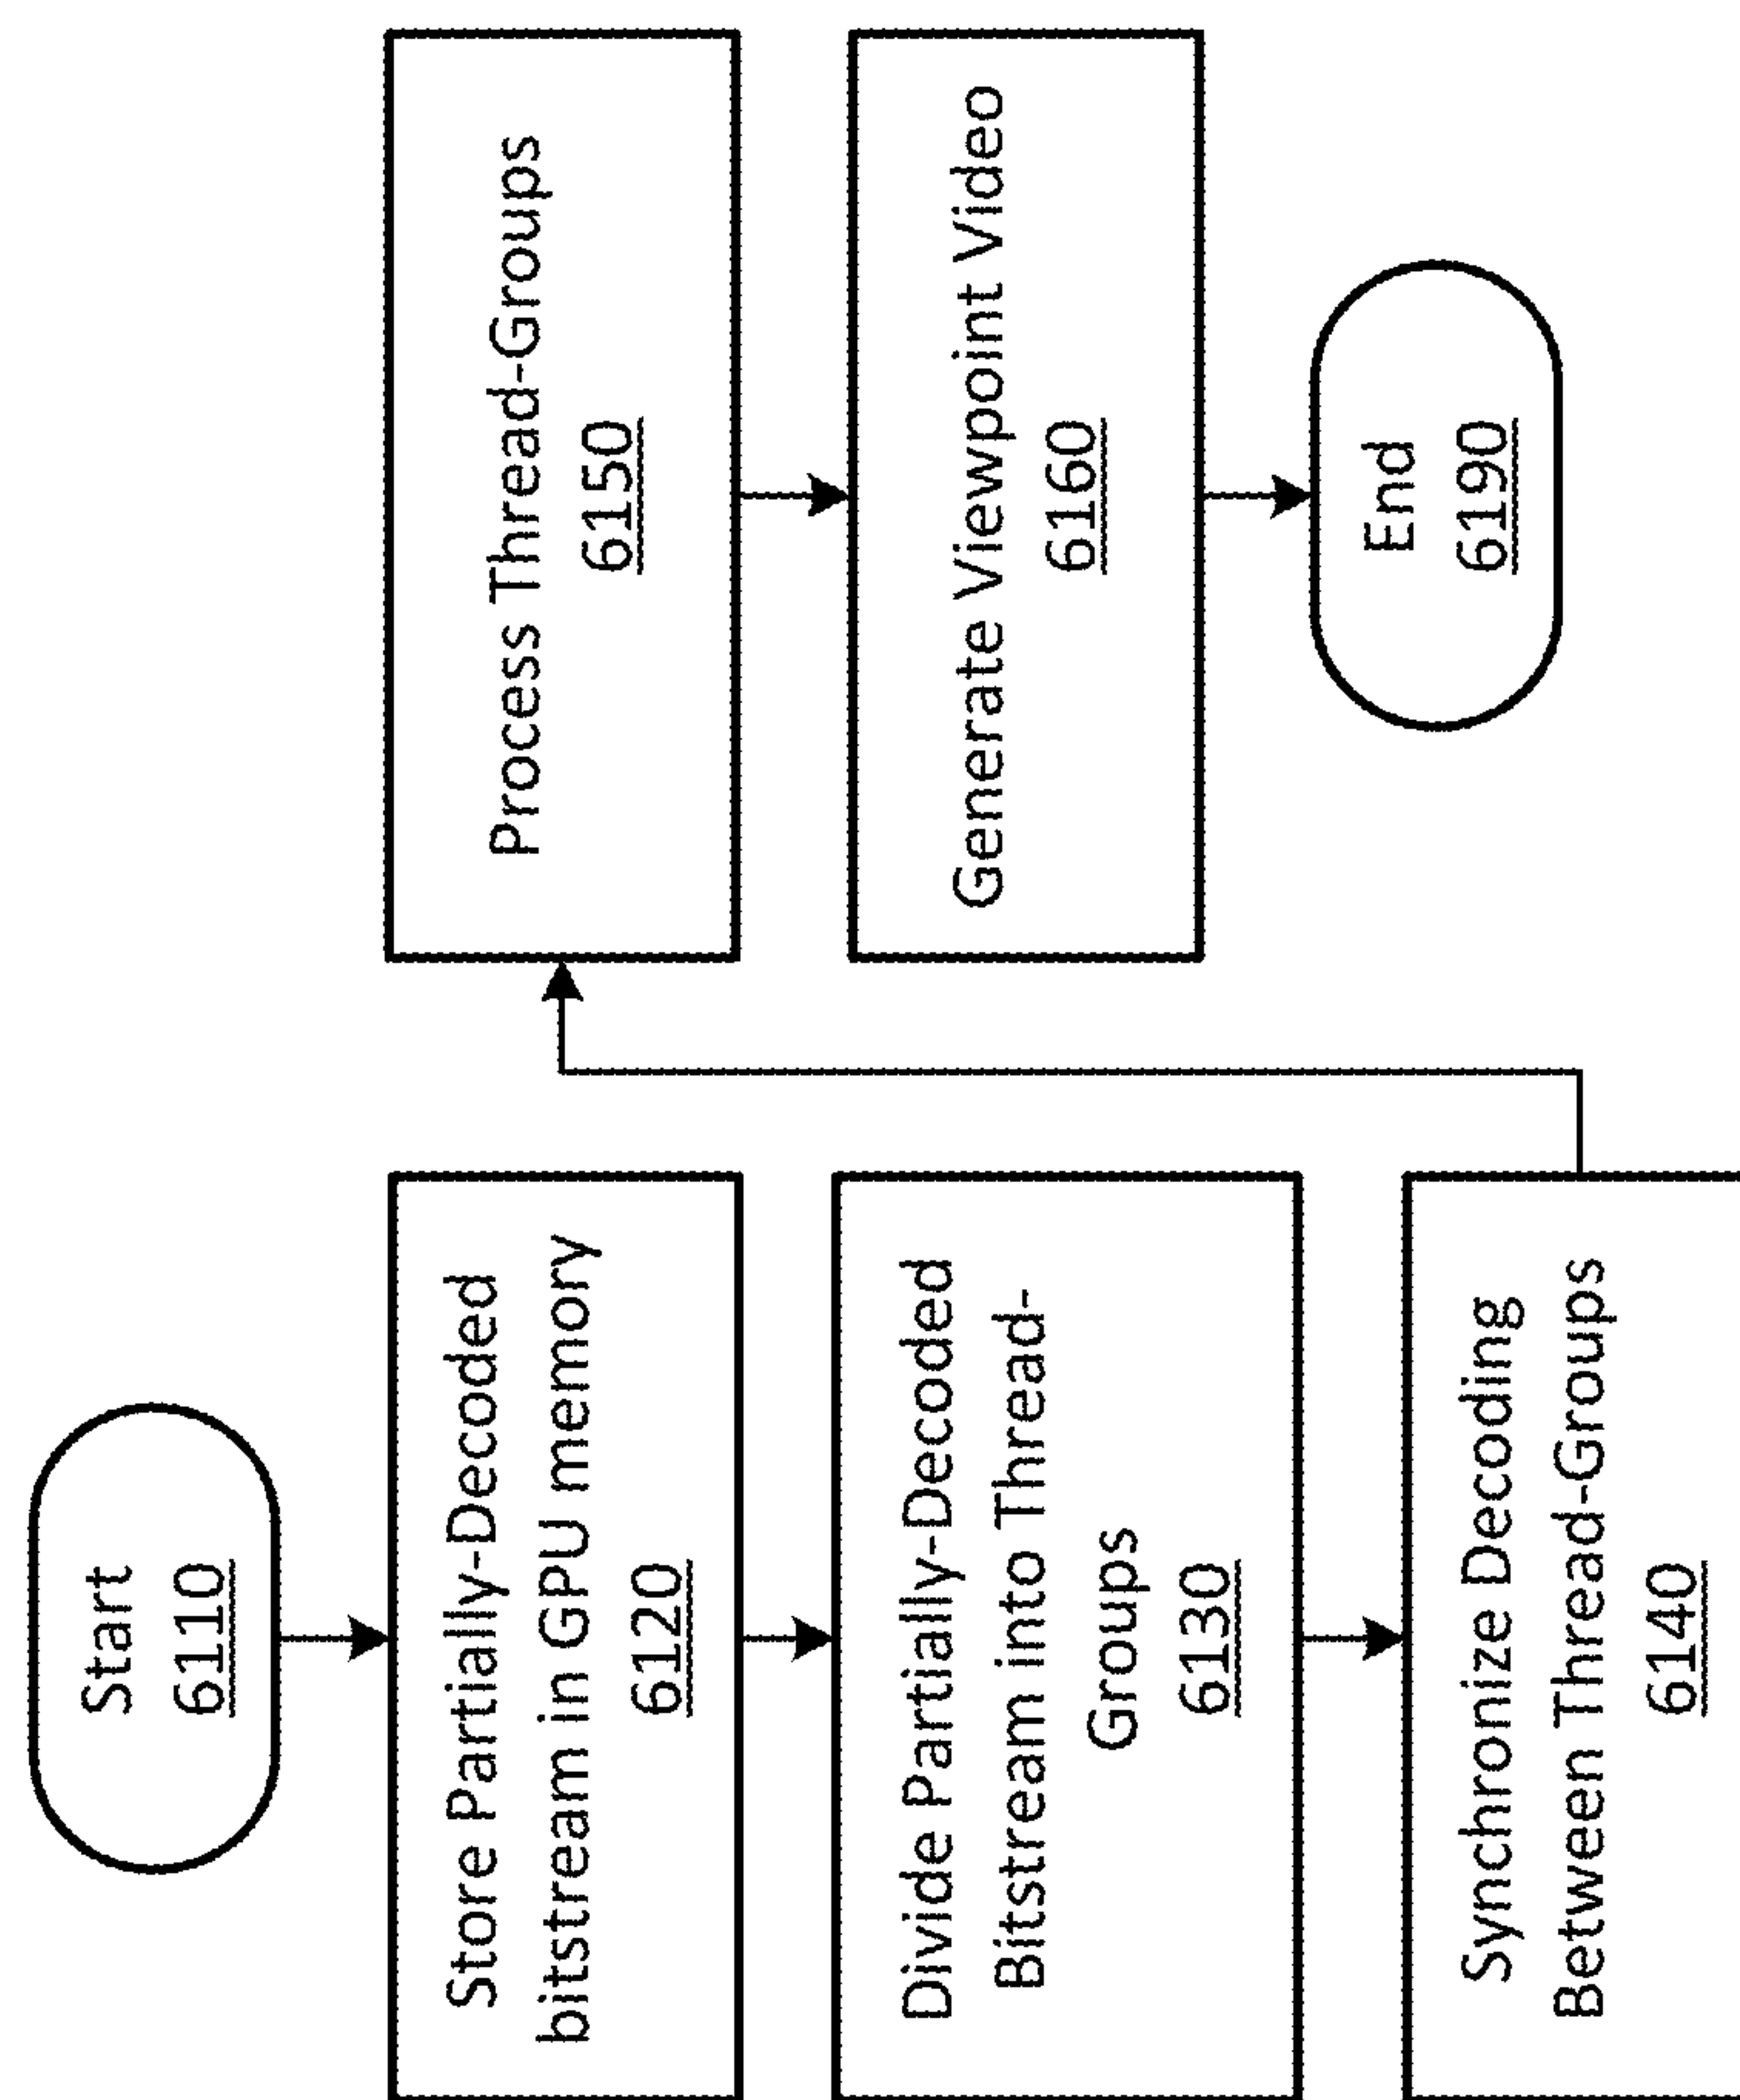 Start
6110
Store Partially-Decoded
bitstream in GPU memory
6120
Divide Partially-Decoded
Bitstream into Thread-
Groups
6130
Synchronize Decoding
Between Thread-Groups
6140
Process Thread-Groups
6150
Generate Viewpoint Video
6160
End
6190